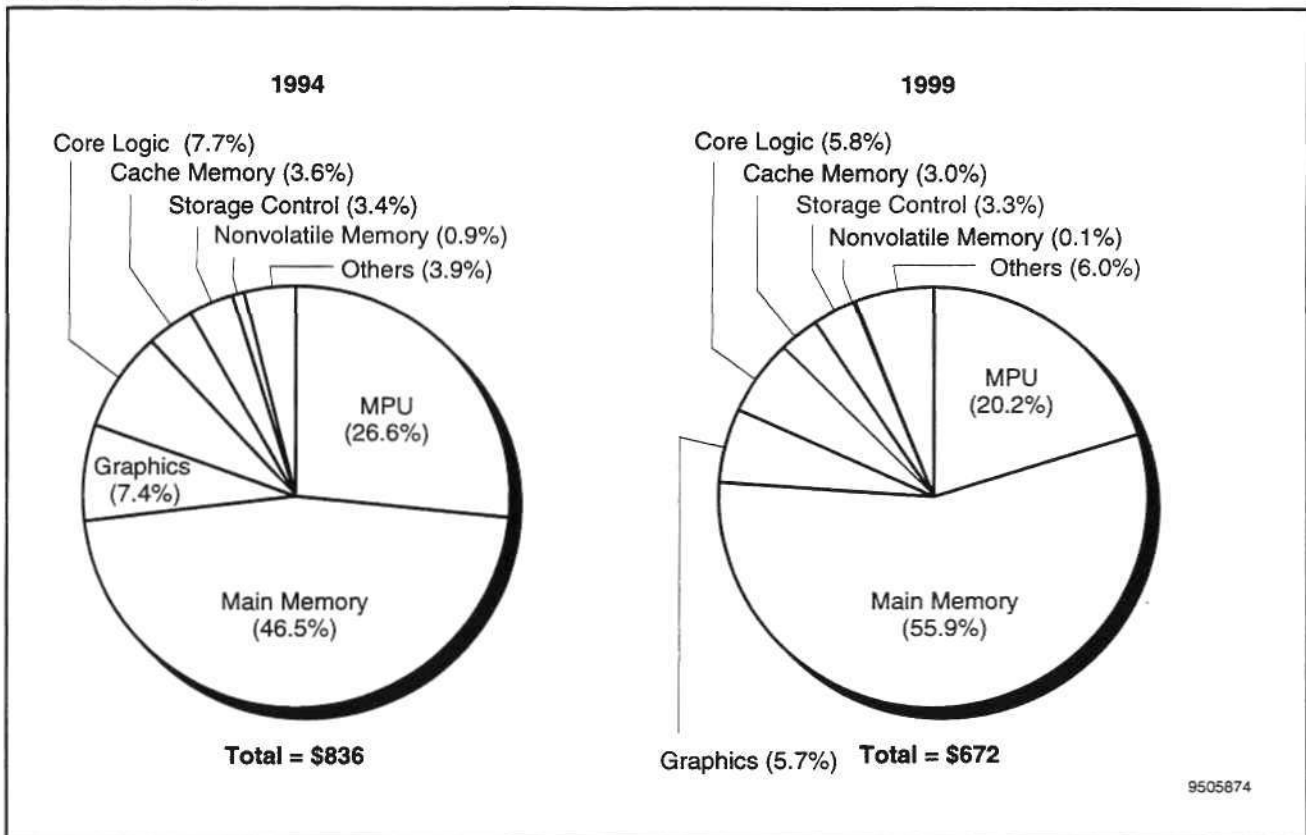 1994
Core Logic (7.7%)
Cache Memory (3.6%)
Storage Control (3.4%)
Nonvolatile Memory (0.9%)
Others (3.9%)
MPU
(26.6%)
Graphics
(7.4%)
Main Memory
(46.5%)
Total = $836
1999
Core Logic (5.8%)
Cache Memory (3.0%)
Storage Control (3.3%)
Nonvolatile Memory (0.1%)
Others (6.0%)
MPU
(20.2%)
Main Memory
(55.9%)
Graphics (5.7%)
Total = $672
9505874